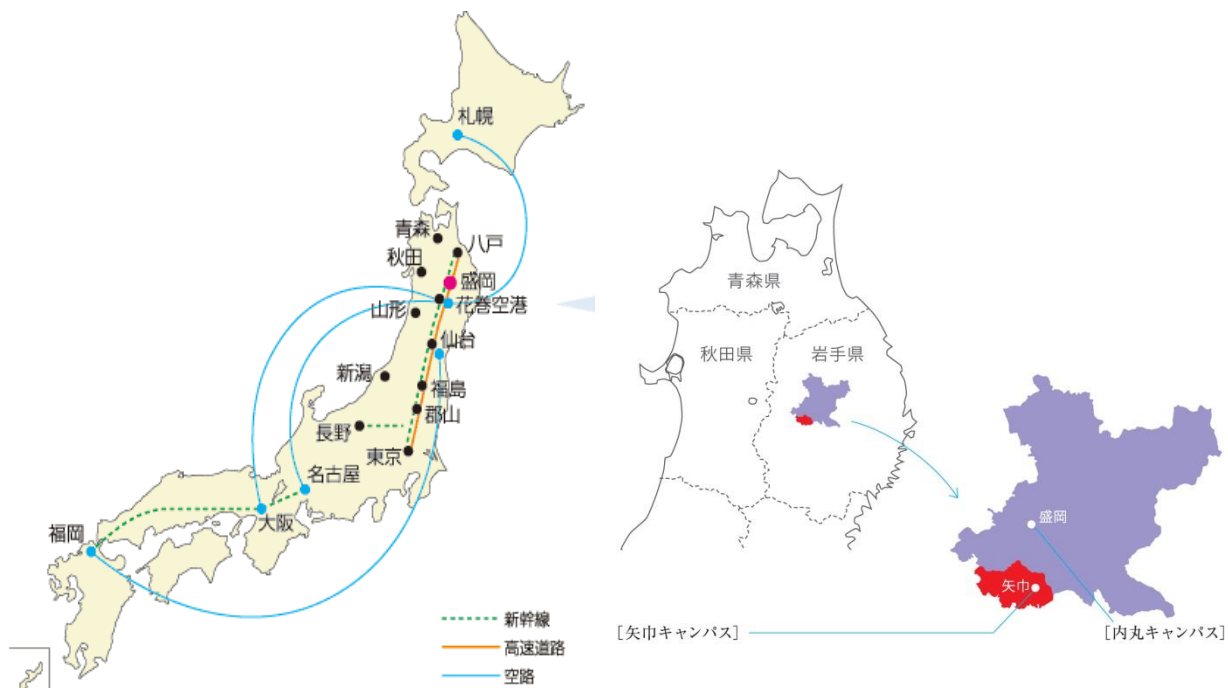 札幌
青森
八戸
秋田
盛岡
花巻空港
山形
仙台
新潟
福島
郡山
長野
東京
名古屋
大阪
福岡
新幹線
高速道路
空路
青森県
秋田県
岩手県
盛岡
矢巾
[矢巾キャンパス]
[内丸キャンパス]